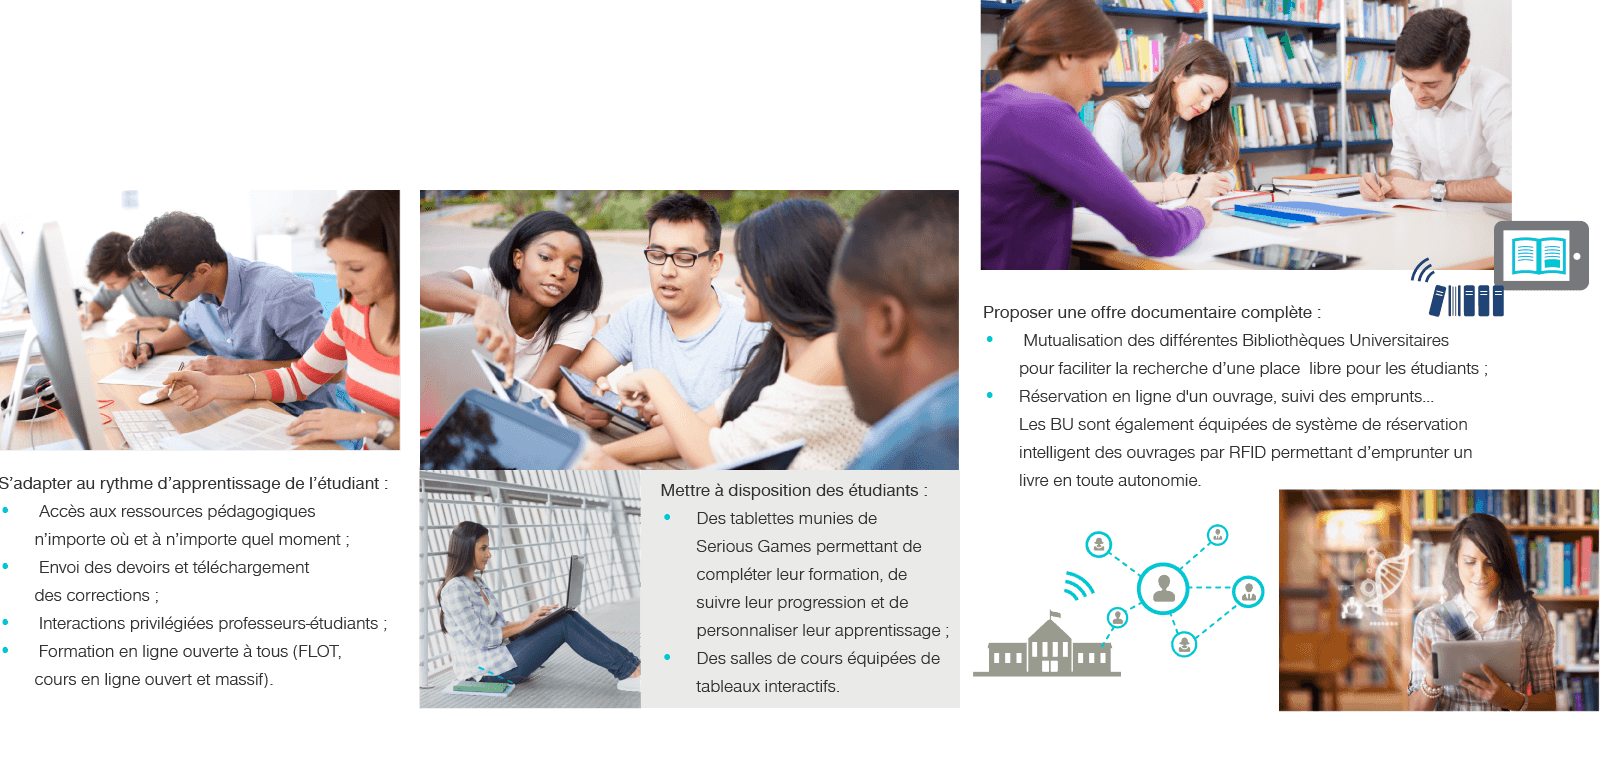 S’adapter au rythme d’apprentissage de l’étudiant :
• Accès aux ressources pédagogiques
n’importe où et à n’importe quel moment ;
• Envoi des devoirs et téléchargement
des corrections ;
• Interactions privilégiées professeurs-étudiants ;
• Formation en ligne ouverte à tous (FLOT,
cours en ligne ouvert et massif).
Mettre à disposition des étudiants :
• Des tablettes munies de
Serious Games permettant de
compléter leur formation, de
suivre leur progression et de
personnaliser leur apprentissage ;
• Des salles de cours équipées de
tableaux interactifs.
Proposer une offre documentaire complète :
• Mutualisation des différentes Bibliothèques Universitaires
pour faciliter la recherche d’une place libre pour les étudiants ;
• Réservation en ligne d'un ouvrage, suivi des emprunts...
Les BU sont également équipées de système de réservation
intelligent des ouvrages par RFID permettant d’emprunter un
livre en toute autonomie.